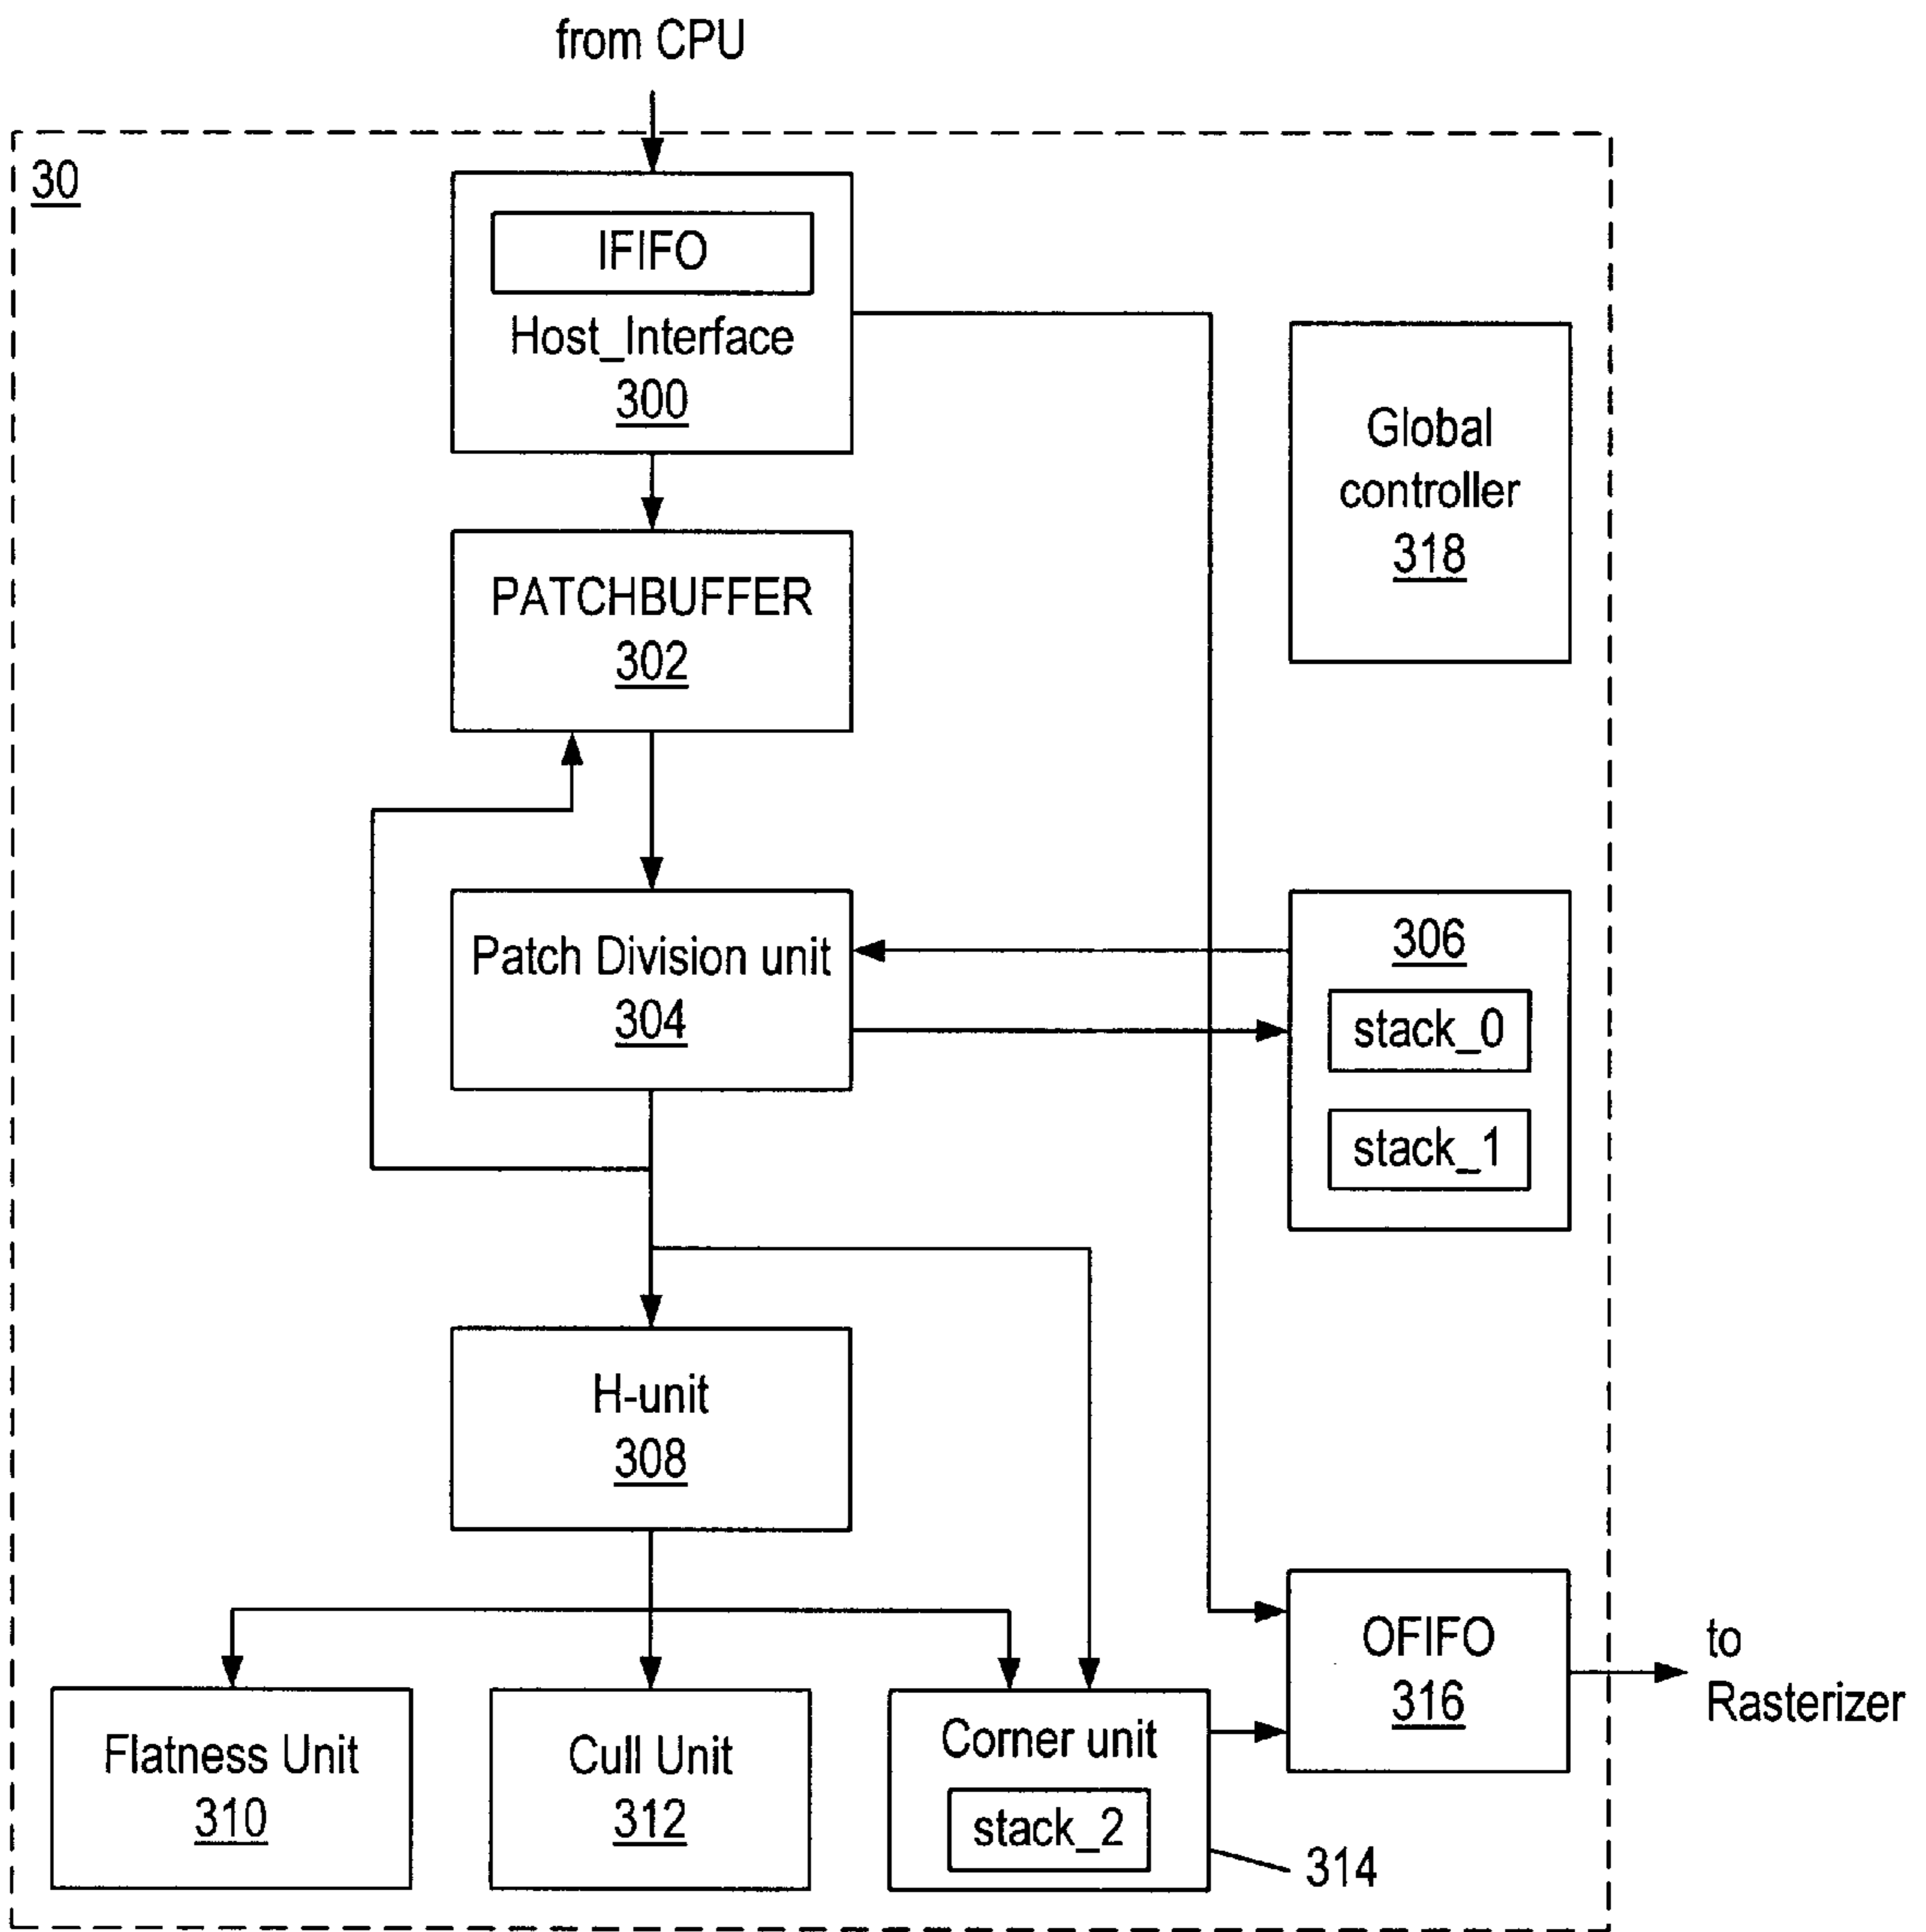 from CPU
30
IFIFO
Host_Interface
300
Global
controller
318
PATCHBUFFER
302
Patch Division unit
304
306
stack_0
stack_1
H-unit
308
Flatness Unit
310
Cull Unit
312
Corner unit
stack_2
314
OFIFO
316
to
Rasterizer